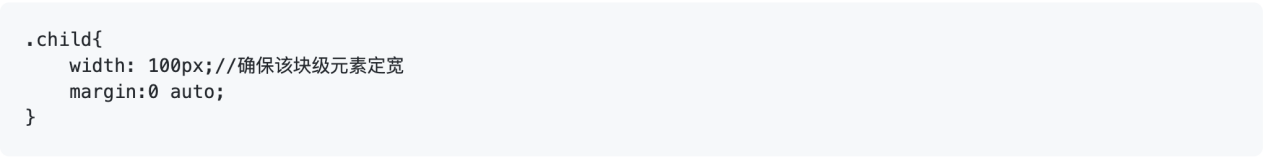 .child{
    width: 100px;//确保该块级元素定宽
    margin:0 auto;
}